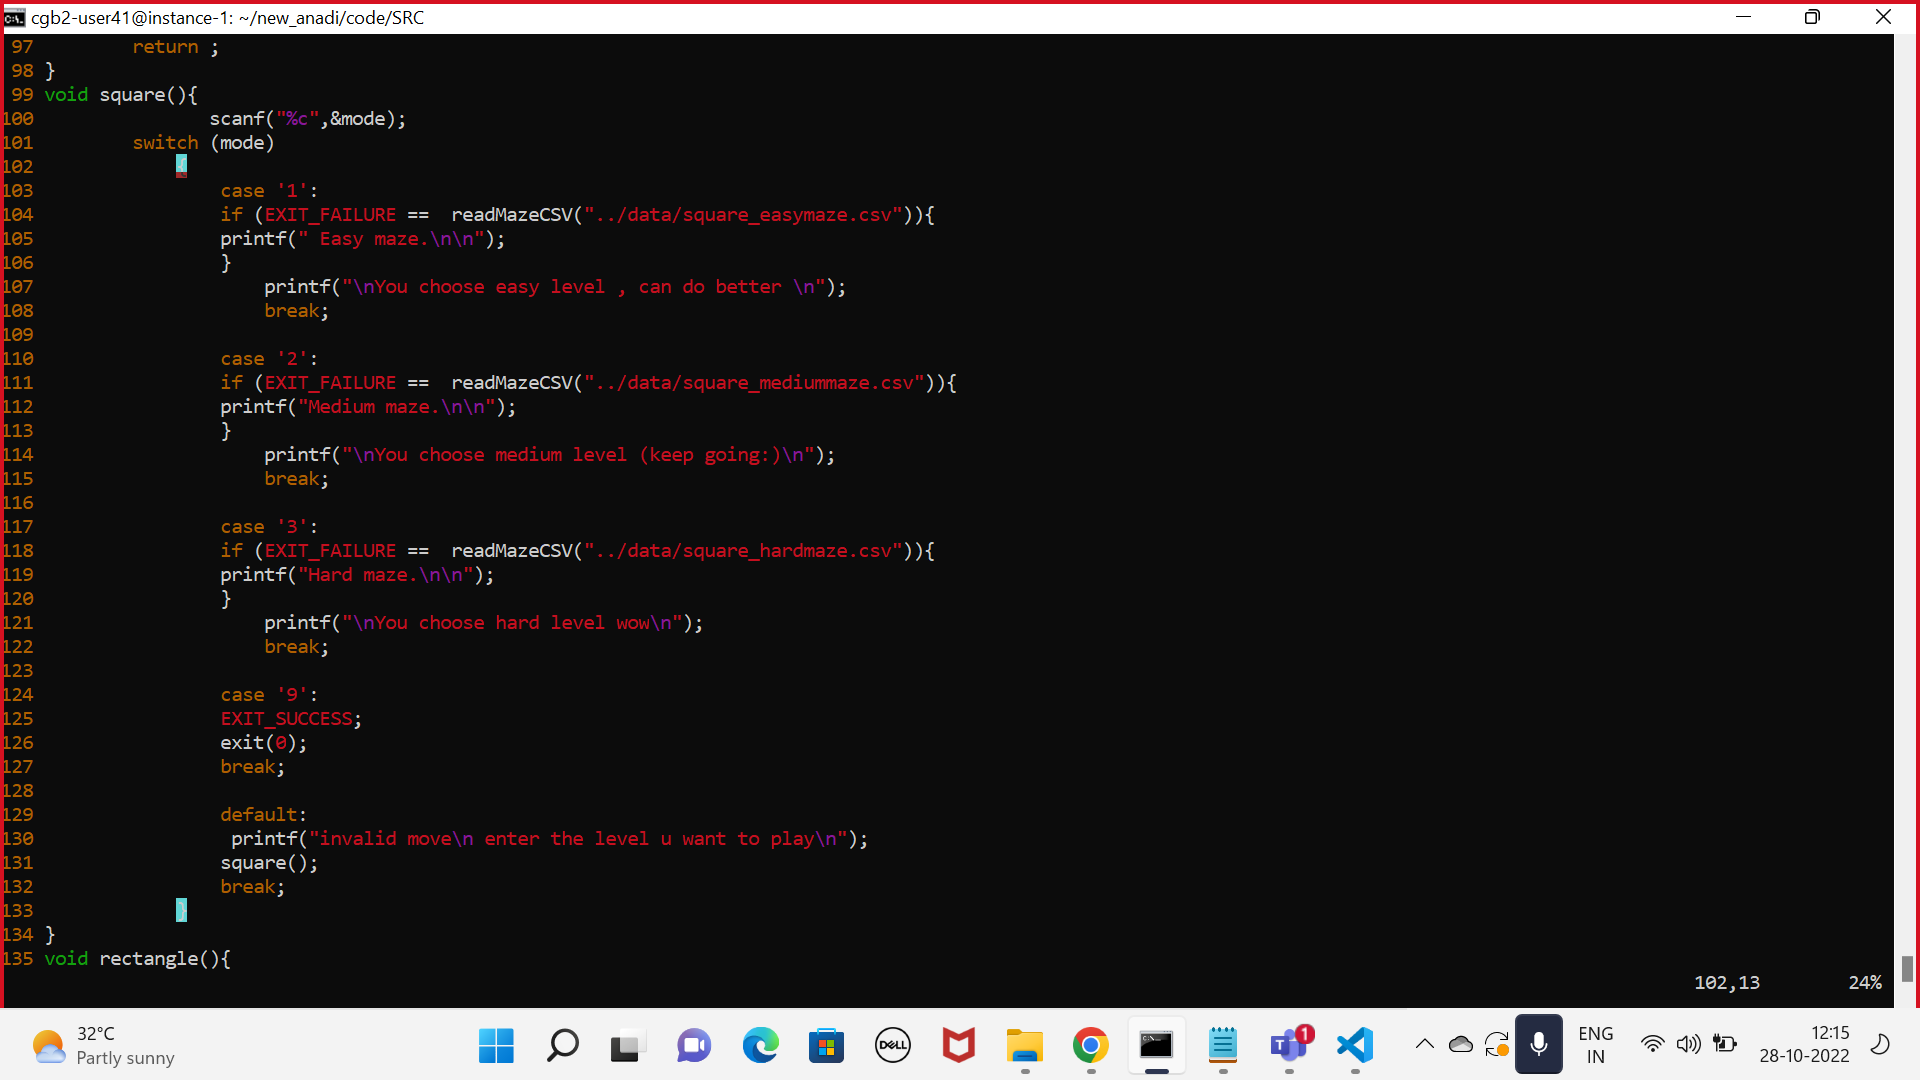 cgb2-user41@instance-1: ~/new_anadi/code/SRC
97         return ;
98 }
99 void square(){
100                scanf("%c",&mode);
101         switch (mode)
102             {
103                 case '1':
104                 if (EXIT_FAILURE ==  readMazeCSV("../data/square_easymaze.csv")){
105                 printf(" Easy maze.\n\n");
106                 }
107                     printf("\nYou choose easy level , can do better \n");
108                     break;
109
110                 case '2':
111                 if (EXIT_FAILURE ==  readMazeCSV("../data/square_mediummaze.csv")){
112                 printf("Medium maze.\n\n");
113                 }
114                     printf("\nYou choose medium level (keep going:)\n");
115                     break;
116
117                 case '3':
118                 if (EXIT_FAILURE ==  readMazeCSV("../data/square_hardmaze.csv")){
119                 printf("Hard maze.\n\n");
120                 }
121                     printf("\nYou choose hard level wow\n");
122                     break;
123
124                 case '9':
125                 EXIT_SUCCESS;
126                 exit(0);
127                 break;
128
129                 default:
130                  printf("invalid move\n enter the level u want to play\n");
131                 square();
132                 break;
133             }
134 }
135 void rectangle(){
102,13        24%
32°C
Partly sunny
DELL
1
T
ENG
IN
12:15
28-10-2022